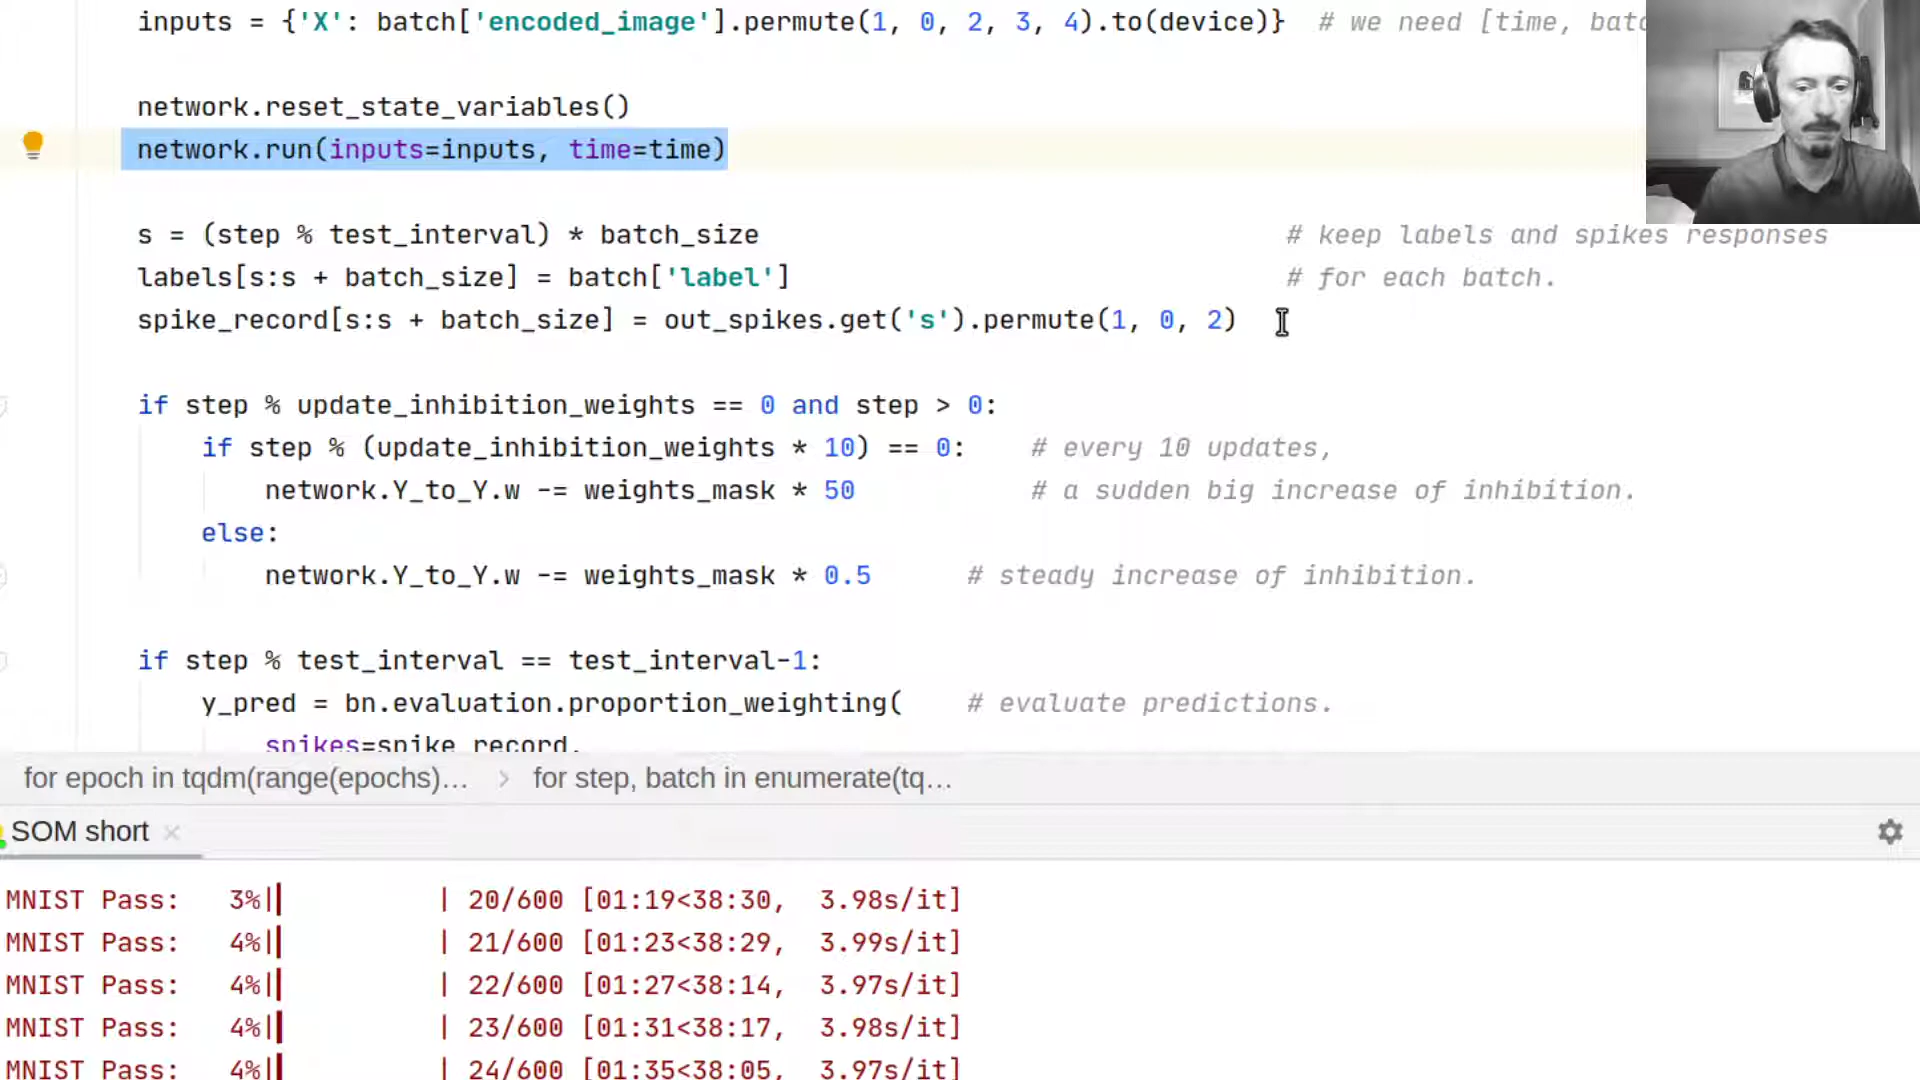 inputs = {'X': batch['encoded_image'].permute(1, 0, 2, 3, 4).to(device)}  # we need [time,
network.reset_state_variables()
network.run(inputs=inputs, time=time)
s = (step % test_interval) * batch_size  # keep labels and spikes responses
labels[s:s + batch_size] = batch['label']  # for each batch.
spike_record[s:s + batch_size] = out_spikes.get('s').permute(1, 0, 2)
if step % update_inhibition_weights == 0 and step > 0:
if step % (update_inhibition_weights * 10) == 0:  # every 10 updates,
network.Y_to_Y.w -= weights_mask * 50  # a sudden big increase of inhibition.
else:
network.Y_to_Y.w -= weights_mask * 0.5  # steady increase of inhibition.
if step % test_interval == test_interval-1:
y_pred = bn.evaluation.proportion_weighting(  # evaluate predictions.
spikes=spike_record,
for epoch in tqdm(range(epochs)... > for step, batch in enumerate(tq...
SOM short ×
MNIST Pass:   3%|▎         | 20/600 [01:19<38:30,  3.98s/it]
MNIST Pass:   4%|▎         | 21/600 [01:23<38:29,  3.99s/it]
MNIST Pass:   4%|▎         | 22/600 [01:27<38:14,  3.97s/it]
MNIST Pass:   4%|▍         | 23/600 [01:31<38:17,  3.98s/it]
MNIST Pass:   4%|▍         | 24/600 [01:35<38:05,  3.97s/it]